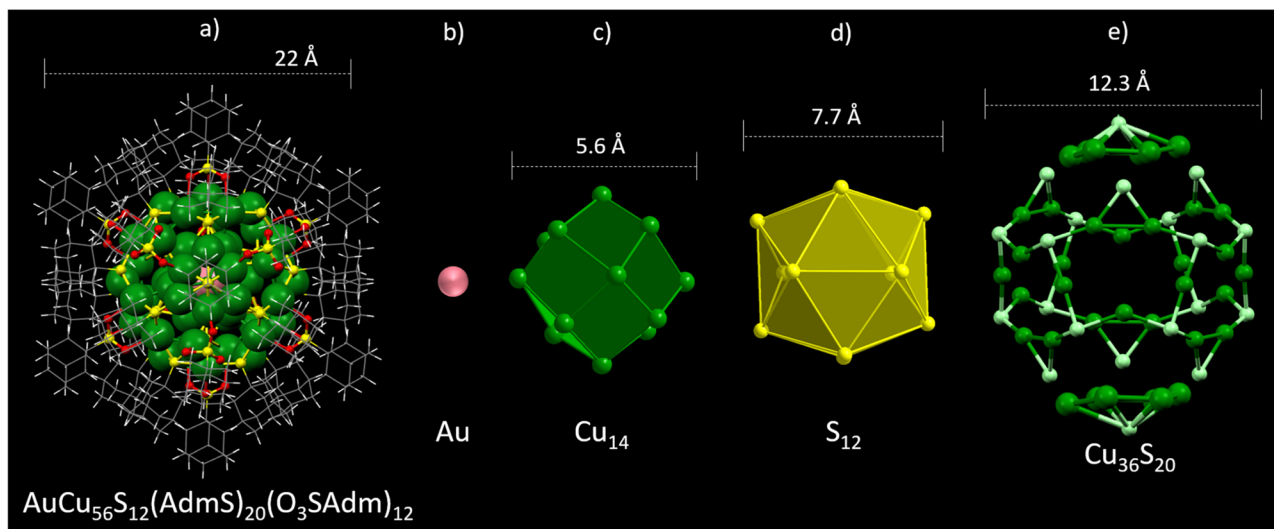 a) b) c) d) e)
22 Å
5.6 Å
7.7 Å
12.3 Å
Au
Cu₁₄
S₁₂
Cu₃₆S₂₀
AuCu₅₆S₁₂(AdmS)₂₀(O₃SAdm)₁₂